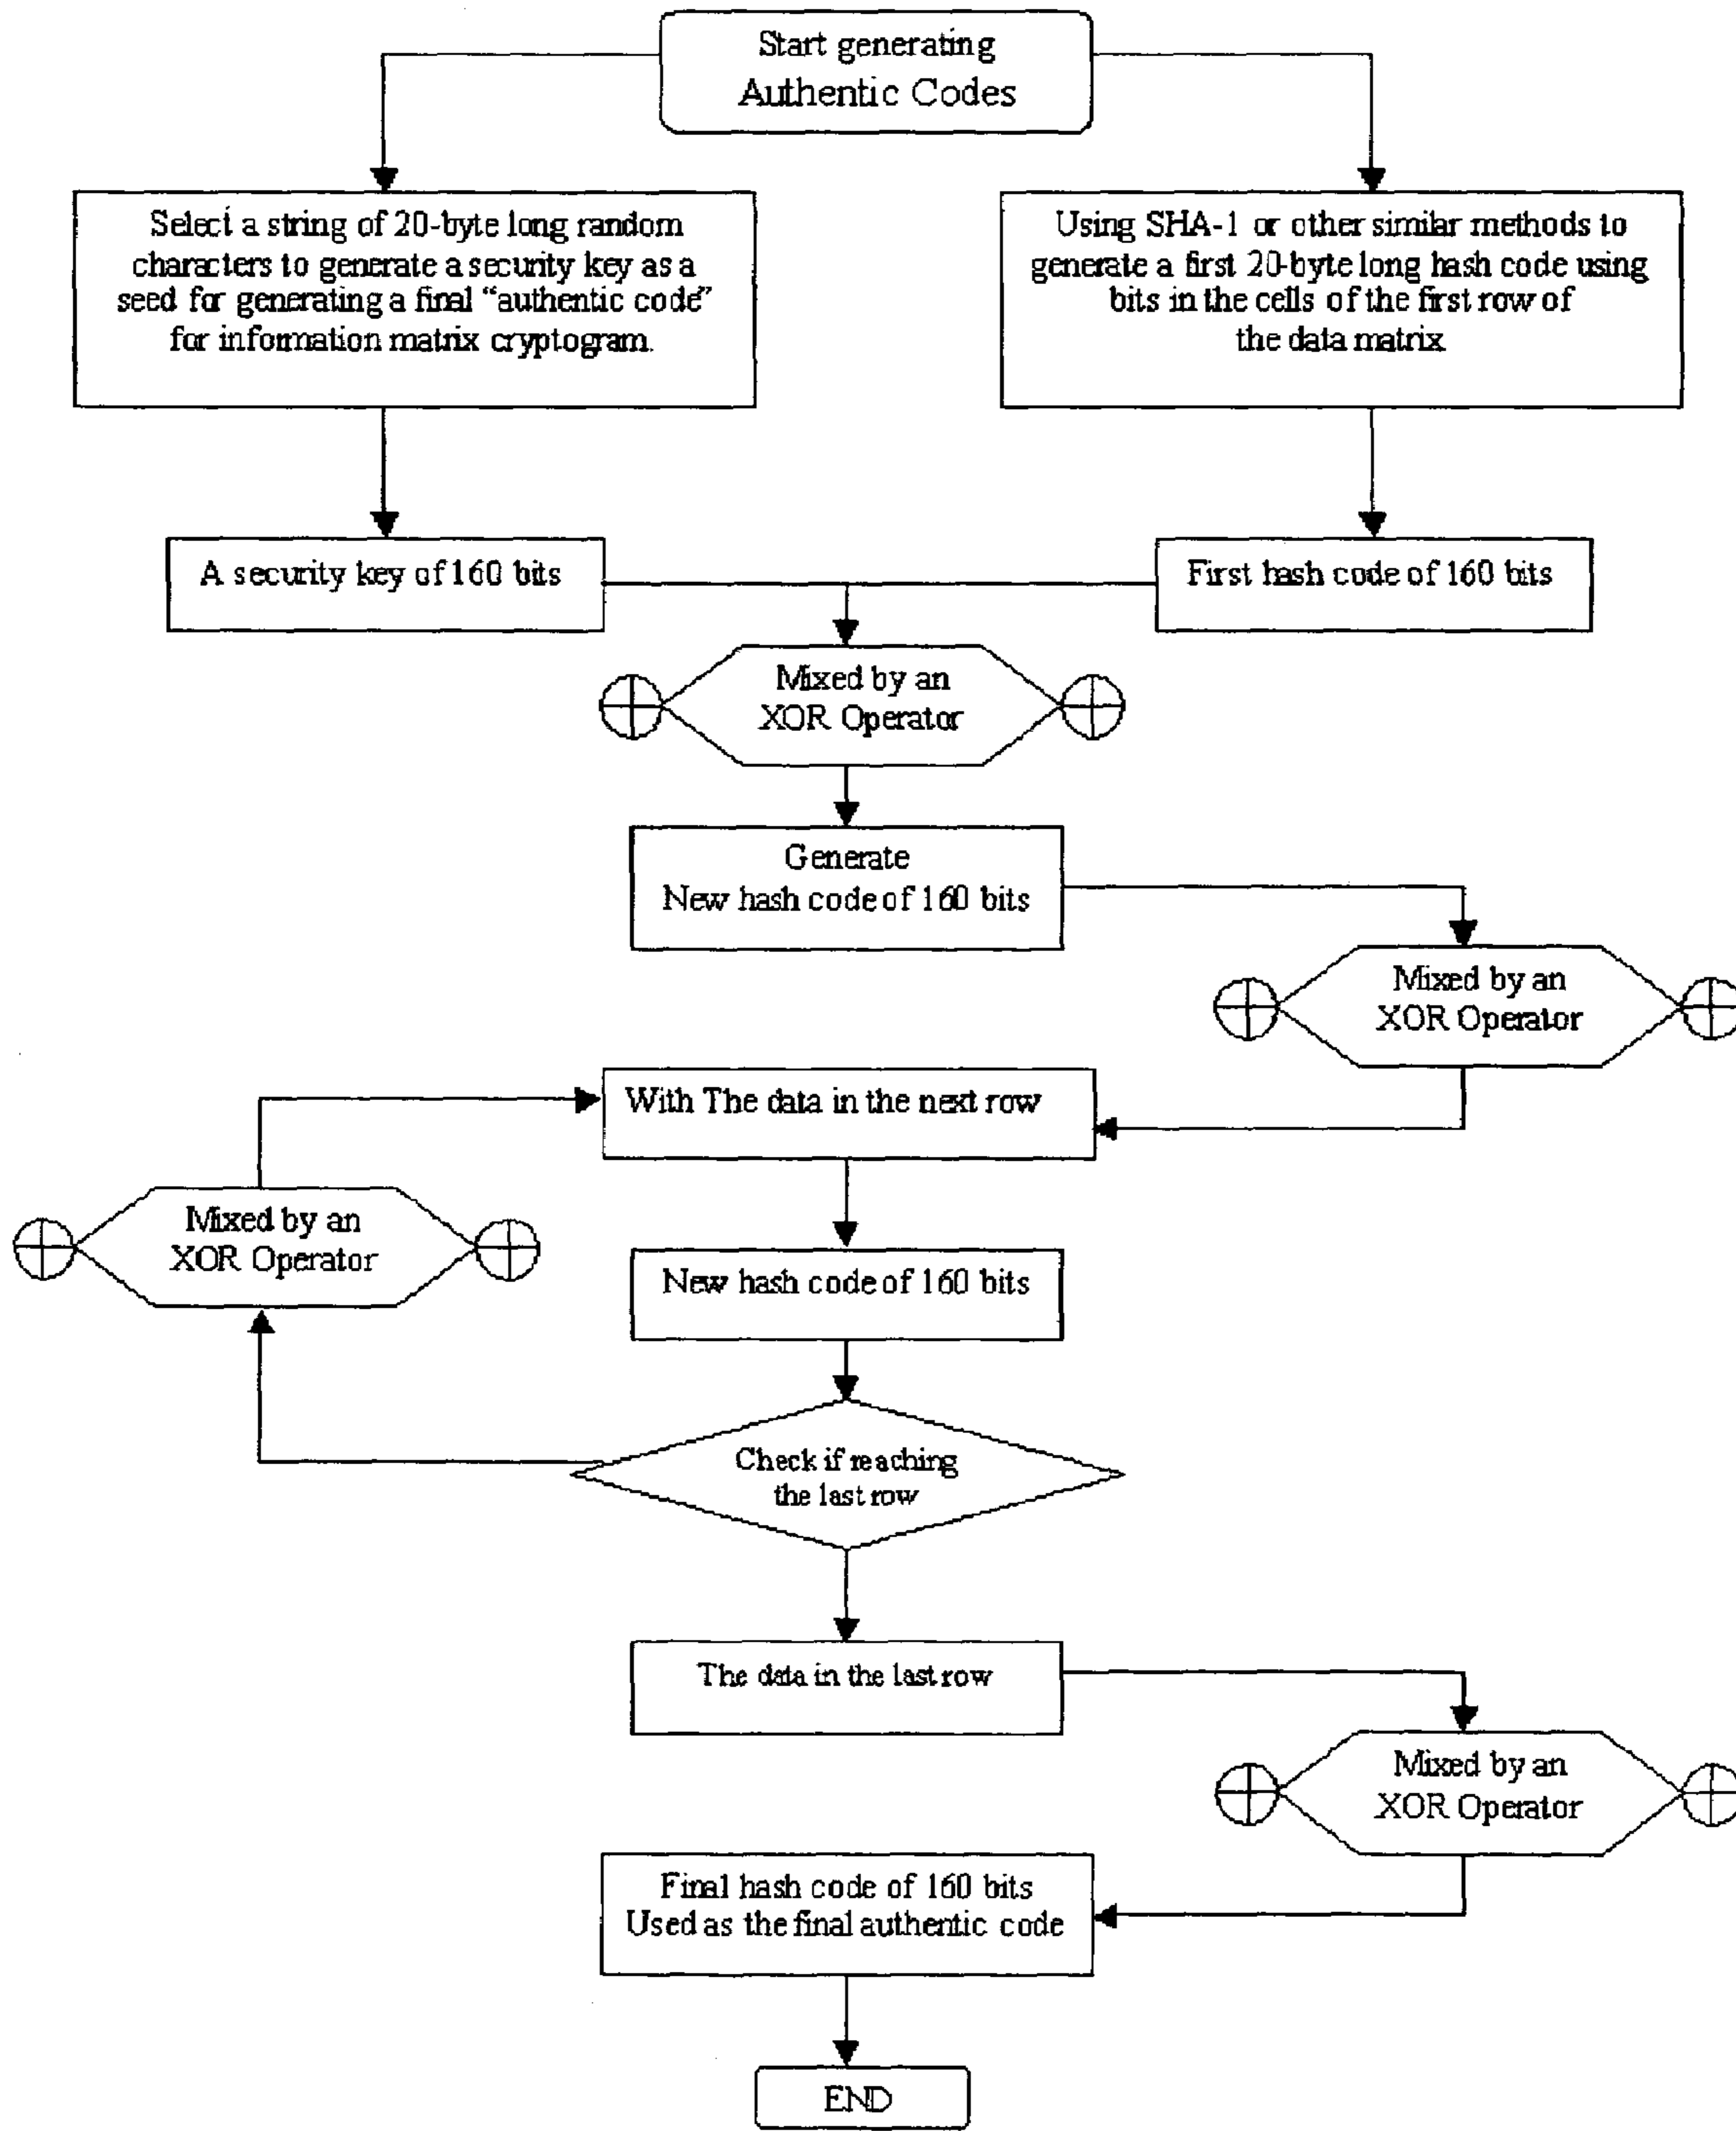 Start generating
Authentic Codes
Select a string of 20-byte long random
characters to generate a security key as a
seed for generating a final “authentic code”
for information matrix cryptogram.
Using SHA-1 or other similar methods to
generate a first 20-byte long hash code using
bits in the cells of the first row of
the data matrix
A security key of 160 bits
First hash code of 160 bits
Mixed by an
XOR Operator
Generate
New hash code of 160 bits
Mixed by an
XOR Operator
With The data in the next row
Mixed by an
XOR Operator
New hash code of 160 bits
Check if reaching
the last row
The data in the last row
Mixed by an
XOR Operator
Final hash code of 160 bits
Used as the final authentic code
END